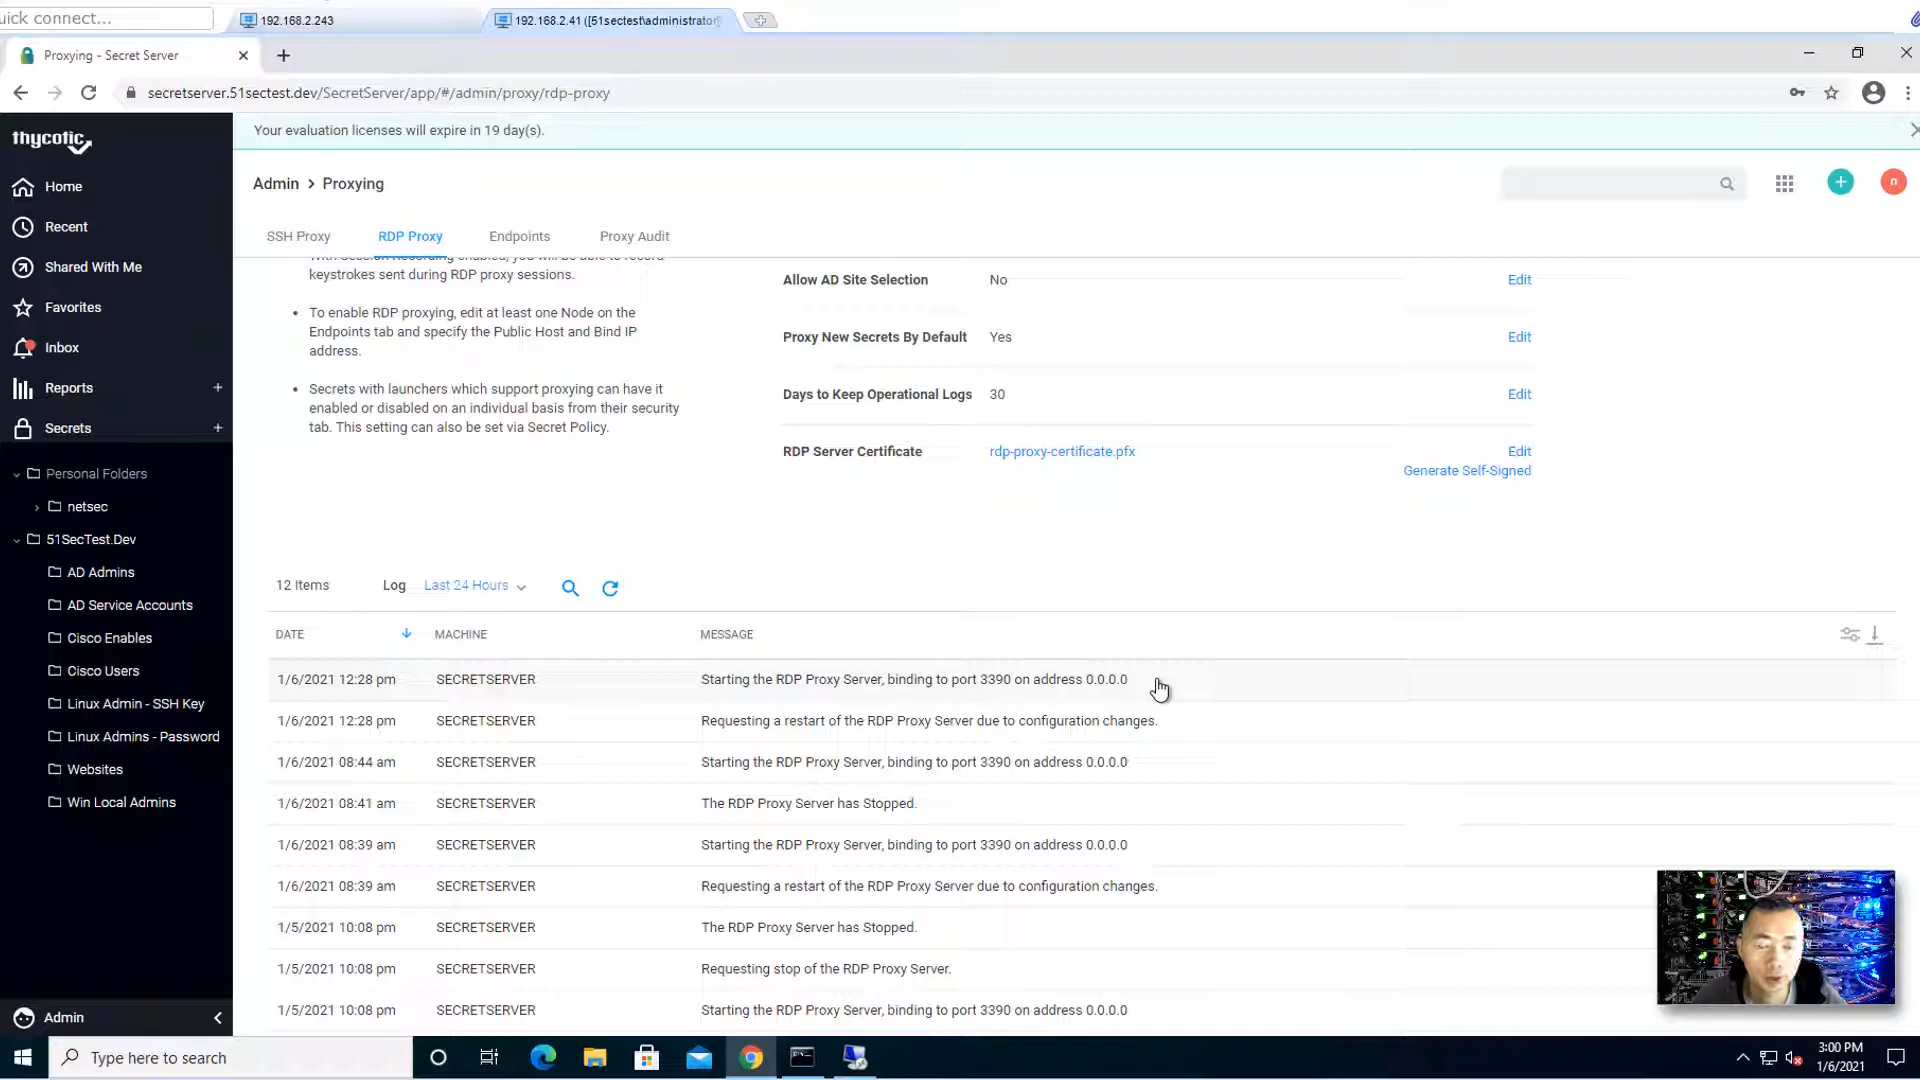 uick connect...
192.168.2.243
192.168.2.41 ([51sectest\administrator]
Proxying - Secret Server
secretserver.51sectest.dev/SecretServer/app/#/admin/proxy/rdp-proxy
thycotic
Your evaluation licenses will expire in 19 day(s).
Home
Recent
Shared With Me
Favorites
Inbox
Reports
Secrets
Personal Folders
netsec
51SecTest.Dev
AD Admins
AD Service Accounts
Cisco Enables
Cisco Users
Linux Admin - SSH Key
Linux Admins - Password
Websites
Win Local Admins
Admin
Admin > Proxying
n
SSH Proxy
RDP Proxy
Endpoints
Proxy Audit
With Session Recording enabled, you will be able to record
keystrokes sent during RDP proxy sessions.
• To enable RDP proxying, edit at least one Node on the
Endpoints tab and specify the Public Host and Bind IP
address.
• Secrets with launchers which support proxying can have it
enabled or disabled on an individual basis from their security
tab. This setting can also be set via Secret Policy.
Allow AD Site Selection No Edit
Proxy New Secrets By Default Yes Edit
Days to Keep Operational Logs 30 Edit
RDP Server Certificate rdp-proxy-certificate.pfx Edit
Generate Self-Signed
12 Items Log Last 24 Hours
DATE MACHINE MESSAGE
1/6/2021 12:28 pm SECRETSERVER Starting the RDP Proxy Server, binding to port 3390 on address 0.0.0.0
1/6/2021 12:28 pm SECRETSERVER Requesting a restart of the RDP Proxy Server due to configuration changes.
1/6/2021 08:44 am SECRETSERVER Starting the RDP Proxy Server, binding to port 3390 on address 0.0.0.0
1/6/2021 08:41 am SECRETSERVER The RDP Proxy Server has Stopped.
1/6/2021 08:39 am SECRETSERVER Starting the RDP Proxy Server, binding to port 3390 on address 0.0.0.0
1/6/2021 08:39 am SECRETSERVER Requesting a restart of the RDP Proxy Server due to configuration changes.
1/5/2021 10:08 pm SECRETSERVER The RDP Proxy Server has Stopped.
1/5/2021 10:08 pm SECRETSERVER Requesting stop of the RDP Proxy Server.
1/5/2021 10:08 pm SECRETSERVER Starting the RDP Proxy Server, binding to port 3390 on address 0.0.0.0
Type here to search
3:00 PM
1/6/2021